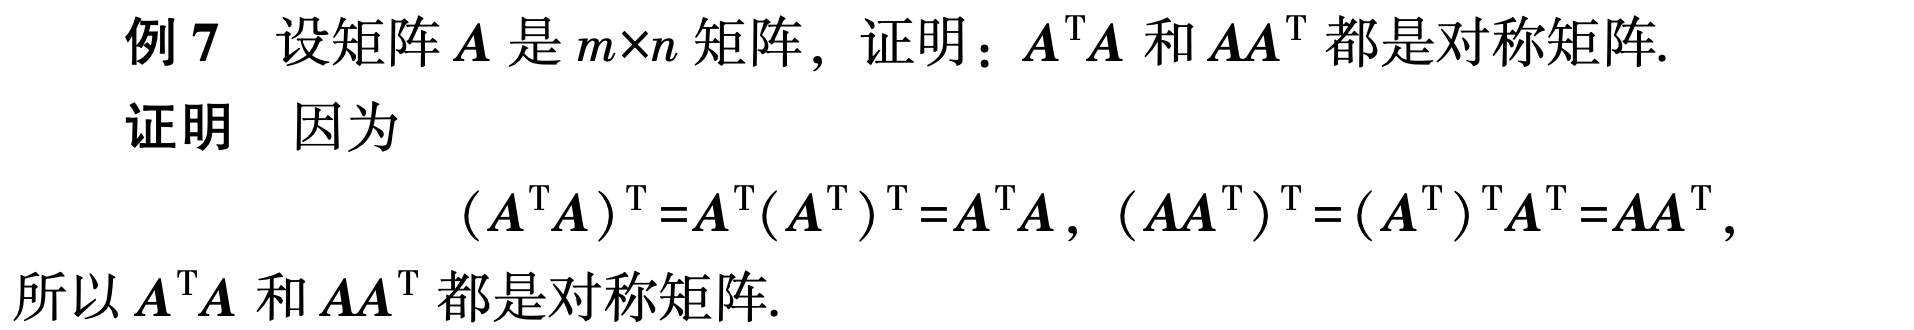 例 7 设矩阵 A 是 m×n 矩阵，证明：AᵀA 和 AAᵀ 都是对称矩阵.
证明 因为
(AᵀA)ᵀ=Aᵀ(Aᵀ)ᵀ=AᵀA，(AAᵀ)ᵀ=(Aᵀ)ᵀAᵀ=AAᵀ，
所以 AᵀA 和 AAᵀ 都是对称矩阵.